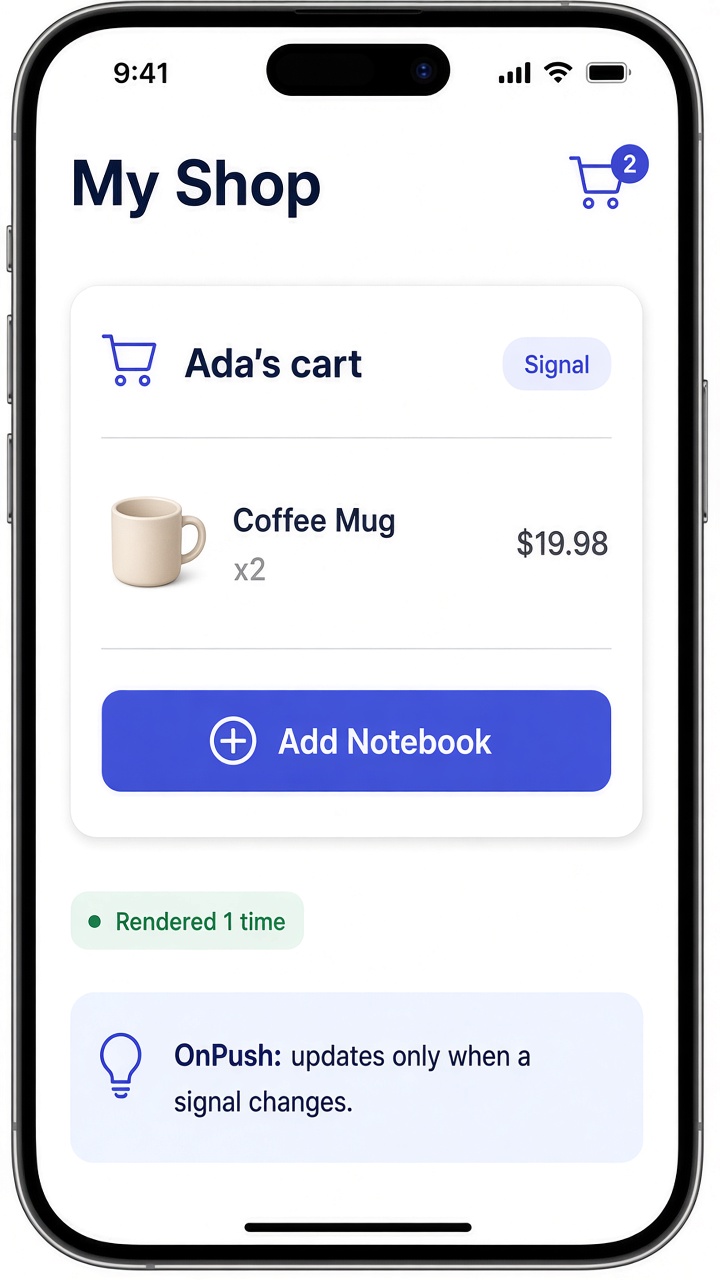 9:41
My Shop
2
Ada's cart
Signal
Coffee Mug
x2
$19.98
Add Notebook
Rendered 1 time
OnPush: updates only when a
signal changes.